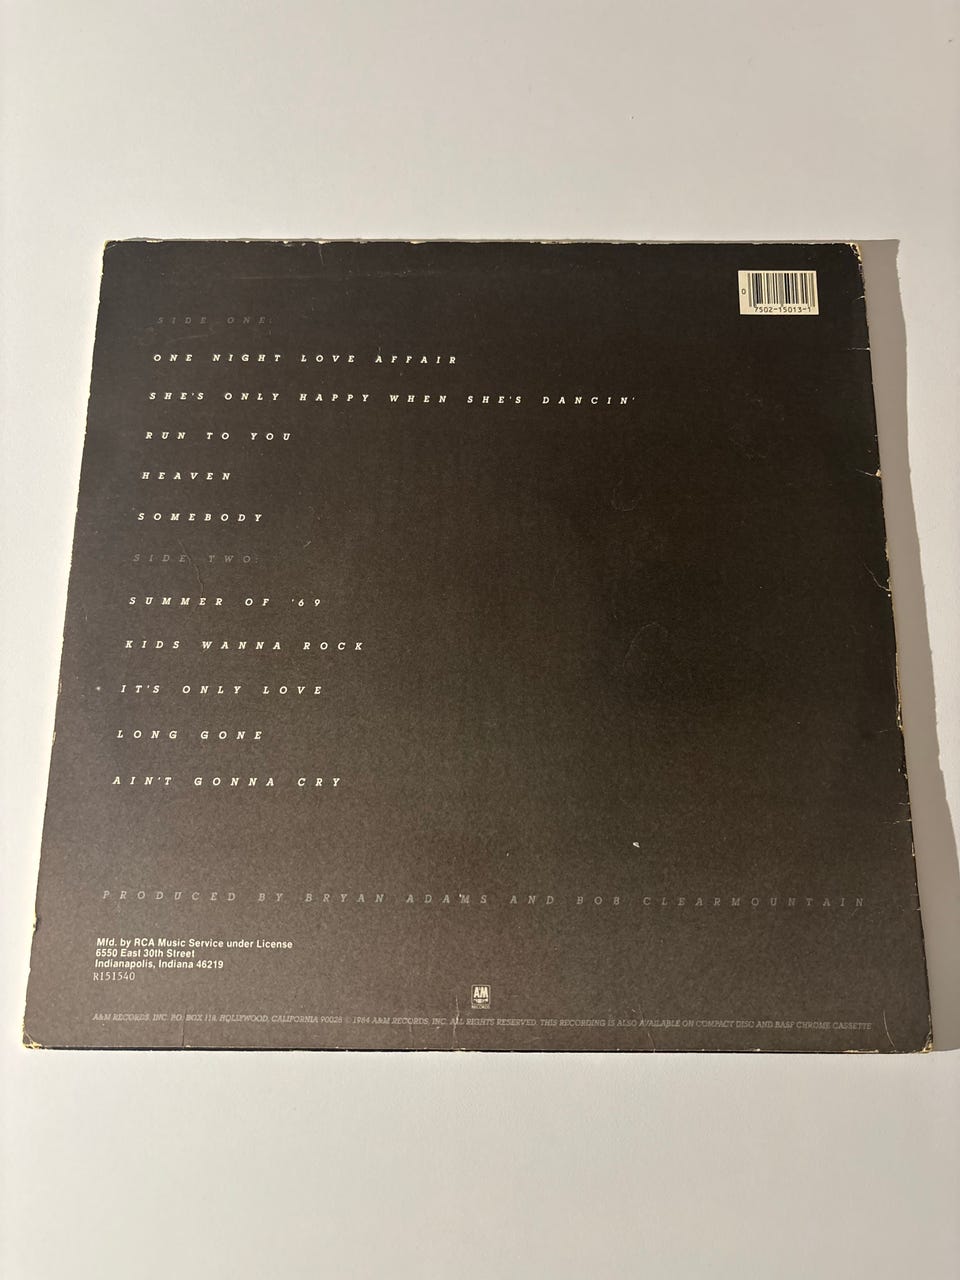 0
7502-15013-1
SIDE ONE:
ONE NIGHT LOVE AFFAIR
SHE'S ONLY HAPPY WHEN SHE'S DANCIN'
RUN TO YOU
HEAVEN
SOMEBODY
SIDE TWO:
SUMMER OF '69
KIDS WANNA ROCK
IT'S ONLY LOVE
LONG GONE
AIN'T GONNA CRY
PRODUCED BY BRYAN ADAMS AND BOB CLEARMOUNTAIN
Mfd. by RCA Music Service under License
6550 East 30th Street
Indianapolis, Indiana 46219
R151540
A&M
RECORDS
A&M RECORDS, INC. P.O. BOX 118, HOLLYWOOD, CALIFORNIA 90028 © 1984 A&M RECORDS, INC. ALL RIGHTS RESERVED. THIS RECORDING IS ALSO AVAILABLE ON COMPACT DISC AND BASF CHROME CASSETTE